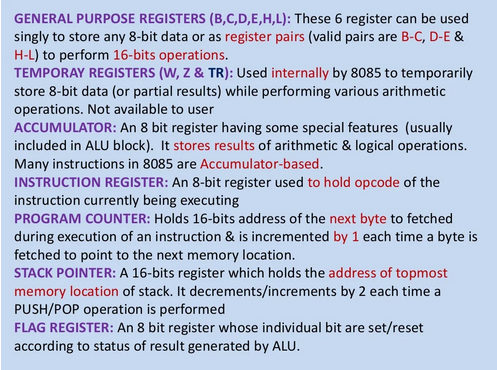 GENERAL PURPOSE REGISTERS (B,C,D,E,H,L): These 6 register can be used
singly to store any 8-bit data or as register pairs (valid pairs are B-C, D-E &
H-L) to perform 16-bits operations.
TEMPORAY REGISTERS (W, Z & TR): Used internally by 8085 to temporarily
store 8-bit data (or partial results) while performing various arithmetic
operations. Not available to user
ACCUMULATOR: An 8 bit register having some special features (usually
included in ALU block). It stores results of arithmetic & logical operations.
Many instructions in 8085 are Accumulator-based.
INSTRUCTION REGISTER: An 8-bit register used to hold opcode of the
instruction currently being executing
PROGRAM COUNTER: Holds 16-bits address of the next byte to fetched
during execution of an instruction & is incremented by 1 each time a byte is
fetched to point to the next memory location.
STACK POINTER: A 16-bits register which holds the address of topmost
memory location of stack. It decrements/increments by 2 each time a
PUSH/POP operation is performed
FLAG REGISTER: An 8 bit register whose individual bit are set/reset
according to status of result generated by ALU.